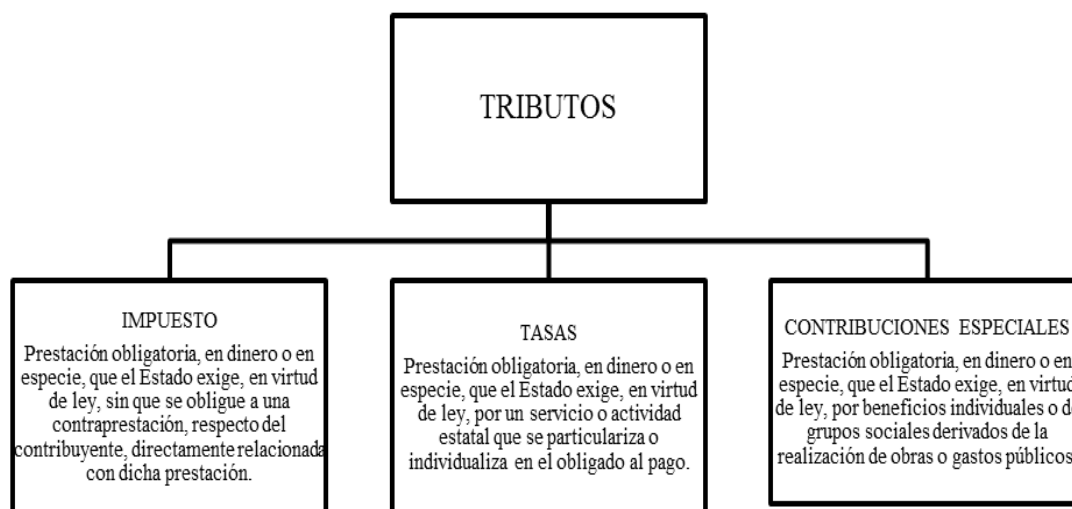 TRIBUTOS
IMPUESTO
Prestación obligatoria, en dinero o en
especie, que el Estado exige, en virtud
de ley, sin que se obligue a una
contraprestación, respecto del
contribuyente, directamente relacionada
con dicha prestación.
TASAS
Prestación obligatoria, en dinero o en
especie, que el Estado exige, en virtud
de ley, por un servicio o actividad
estatal que se particulariza o
individualiza en el obligado al pago.
CONTRIBUCIONES ESPECIALES
Prestación obligatoria, en dinero o en
especie, que el Estado exige, en virtud
de ley, por beneficios individuales o de
grupos sociales derivados de la
realización de obras o gastos públicos